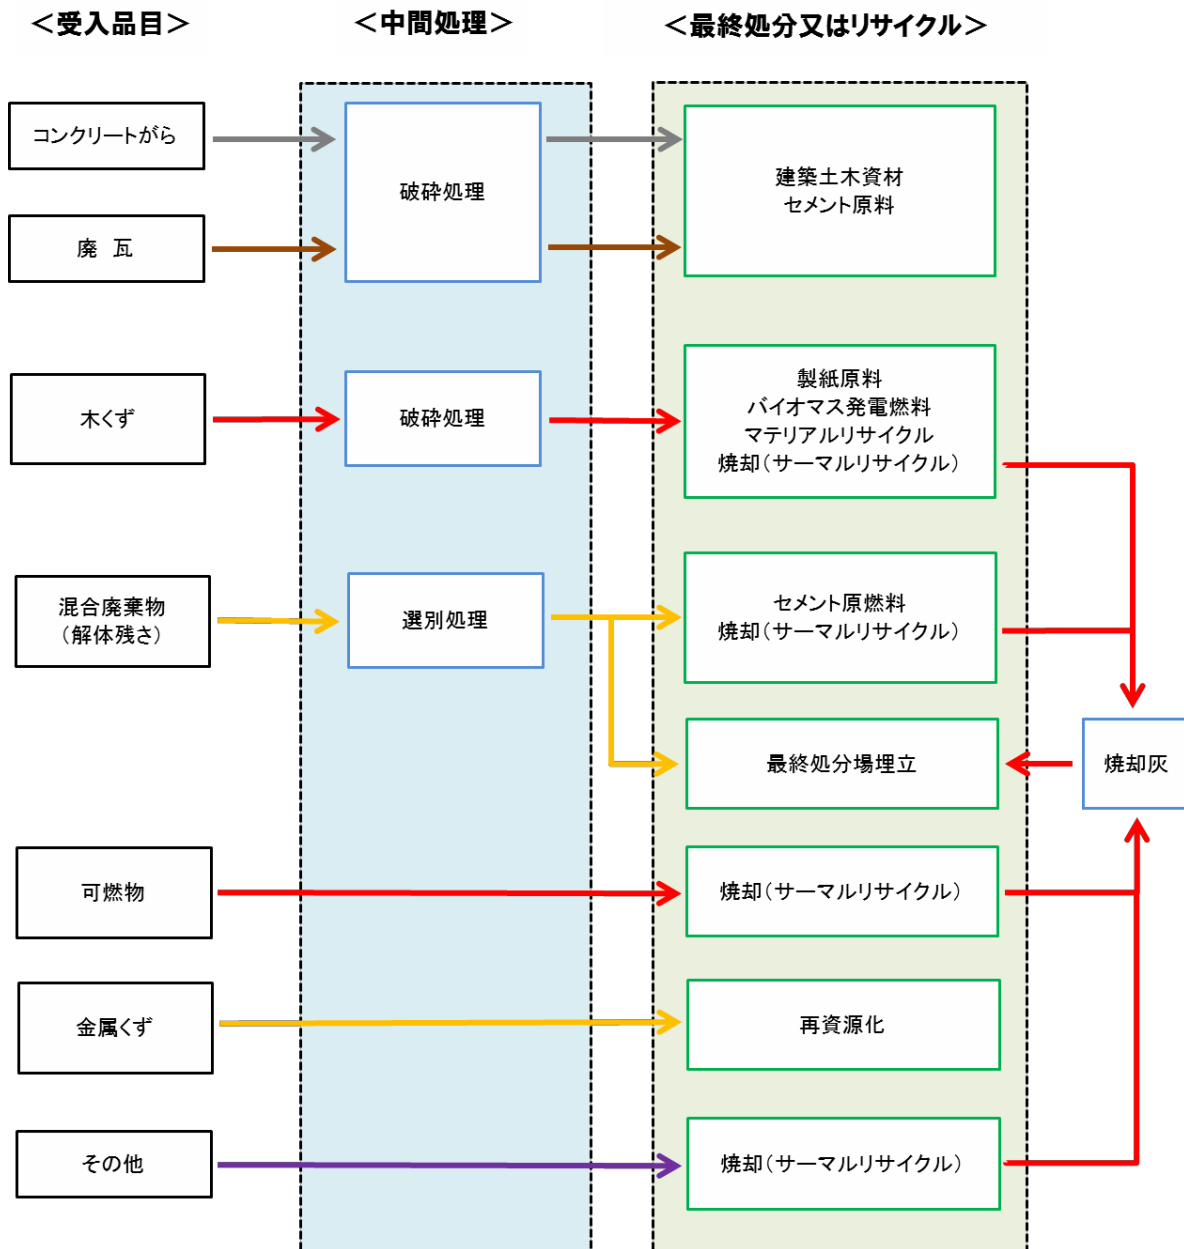 ＜受入品目＞
＜中間処理＞
＜最終処分又はリサイクル＞
コンクリートがら
破砕処理
建築土木資材
セメント原料
廃 瓦
木くず
破砕処理
製紙原料
バイオマス発電燃料
マテリアルリサイクル
焼却（サーマルリサイクル）
混合廃棄物
（解体残さ）
選別処理
セメント原燃料
焼却（サーマルリサイクル）
最終処分場埋立
焼却灰
可燃物
焼却（サーマルリサイクル）
金属くず
再資源化
その他
焼却（サーマルリサイクル）